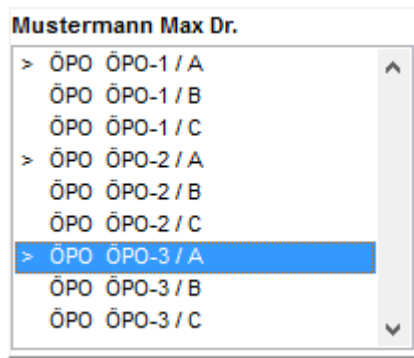 Mustermann Max Dr.
> ÖPO ÖPO-1 / A
ÖPO ÖPO-1 / B
ÖPO ÖPO-1 / C
> ÖPO ÖPO-2 / A
ÖPO ÖPO-2 / B
ÖPO ÖPO-2 / C
> ÖPO ÖPO-3 / A
ÖPO ÖPO-3 / B
ÖPO ÖPO-3 / C